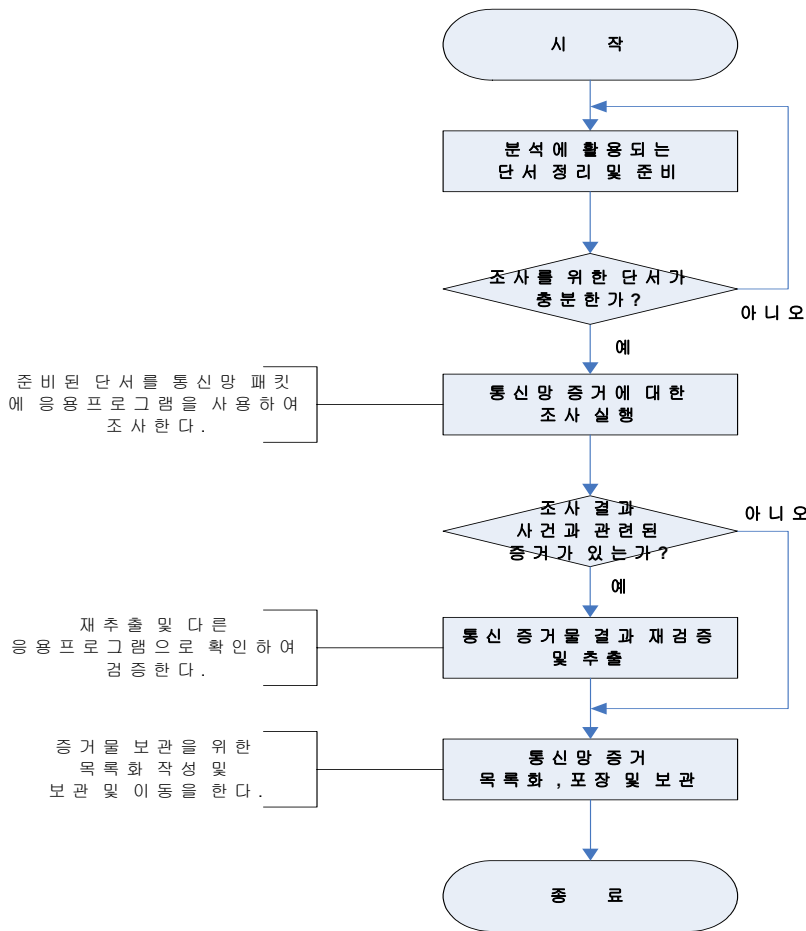 시 작
분석에 활용되는
단서 정리 및 준비
조사를 위한 단서가
충분한가?
아니오
예
준비된 단서를 통신망 패킷
에 응용프로그램을 사용하여
조사한다.
통신망 증거에 대한
조사 실행
조사 결과
사건과 관련된
증거가 있는가?
아니오
예
재추출 및 다른
응용프로그램으로 확인하여
검증한다.
통신 증거물 결과 재검증
및 추출
증거물 보관을 위한
목록화 작성 및
보관 및 이동을 한다.
통신망 증거
목록화, 포장 및 보관
종 료